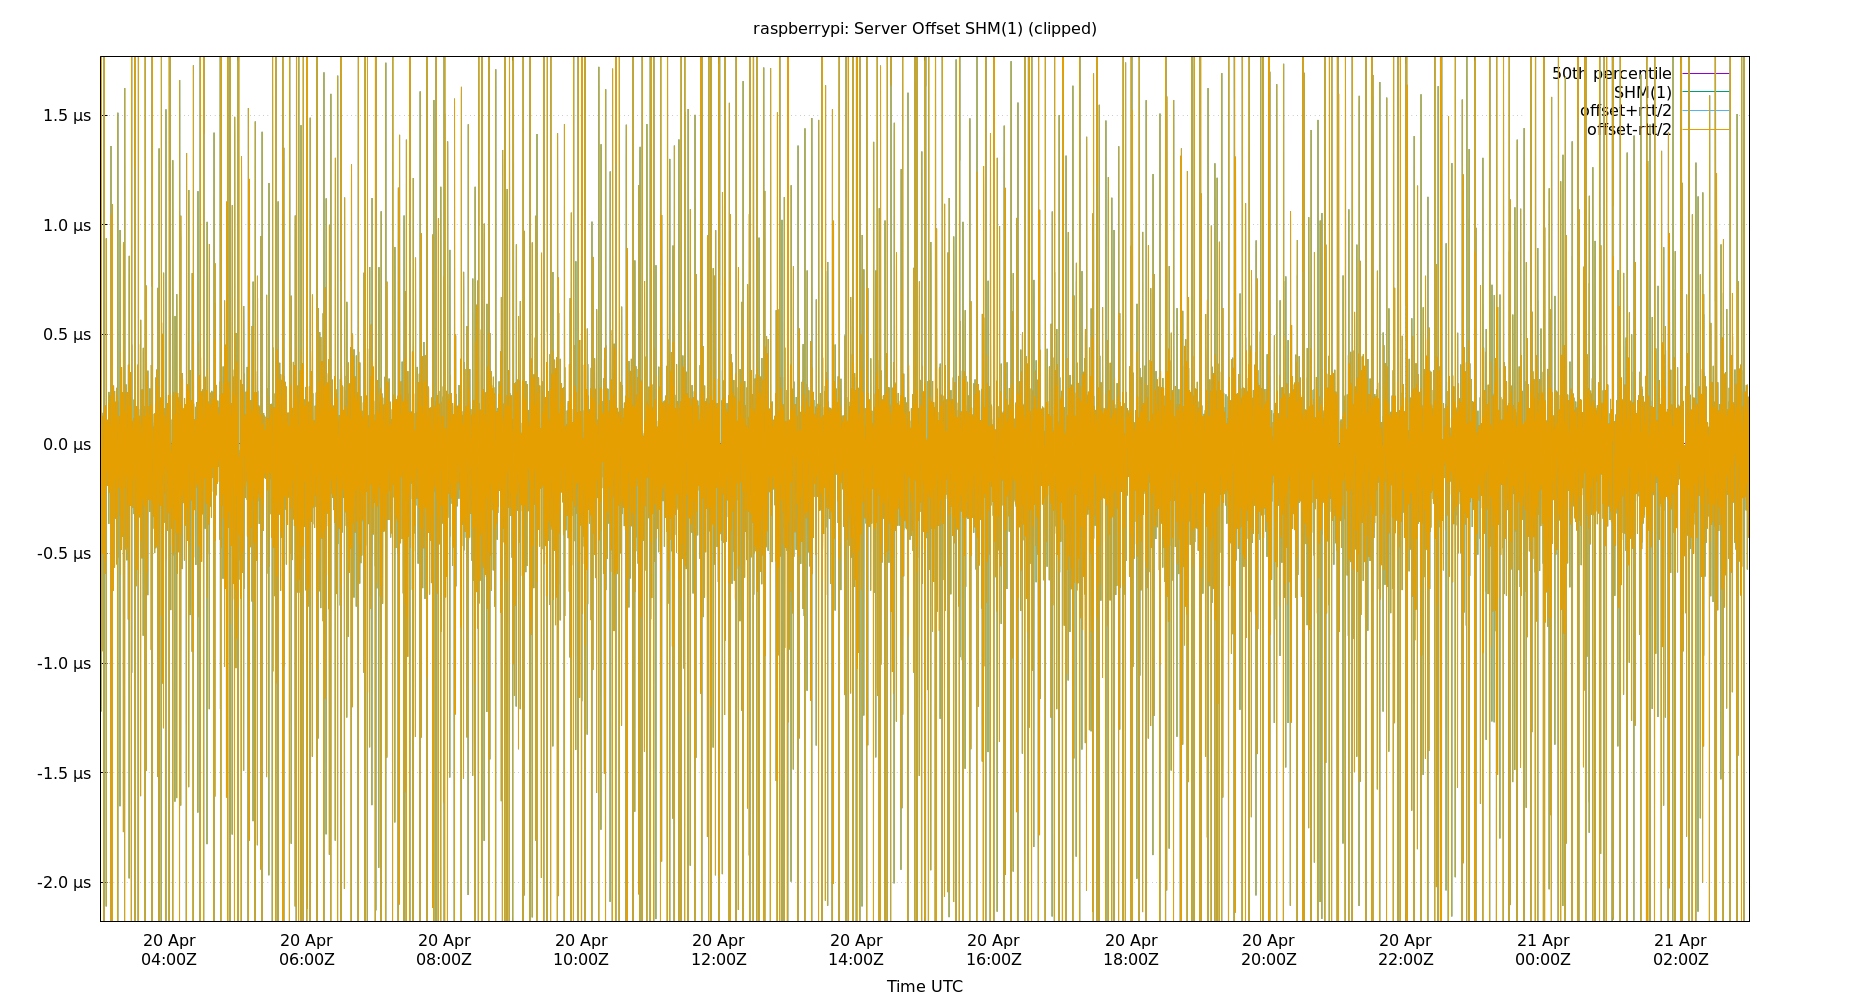 raspberrypi: Server Offset SHM(1) (clipped)
50th percentile
SHM(1)
offset+rtt/2
offset-rtt/2
1.5 µs
1.0 µs
0.5 µs
0.0 µs
-0.5 µs
-1.0 µs
-1.5 µs
-2.0 µs
20 Apr 20 Apr 20 Apr 20 Apr 20 Apr 20 Apr 20 Apr 20 Apr 20 Apr 20 Apr 21 Apr 21 Apr
04:00Z 06:00Z 08:00Z 10:00Z 12:00Z 14:00Z 16:00Z 18:00Z 20:00Z 22:00Z 00:00Z 02:00Z
Time UTC